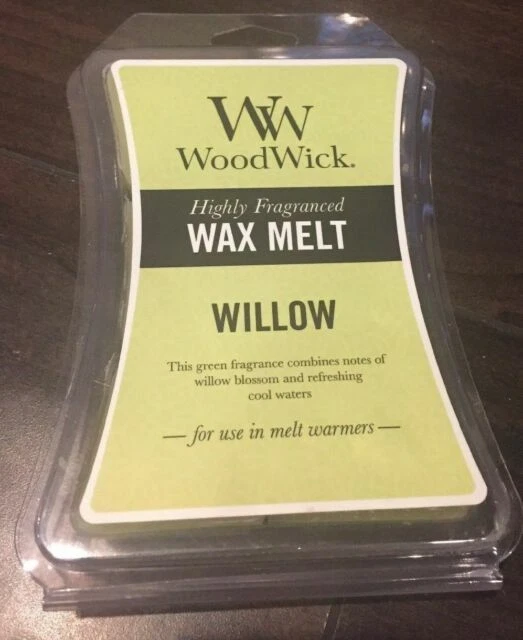 WW
WoodWick.
Highly Fragranced
WAX MELT
WILLOW
This green fragrance combines notes of
willow blossom and refreshing
cool waters
— for use in melt warmers —